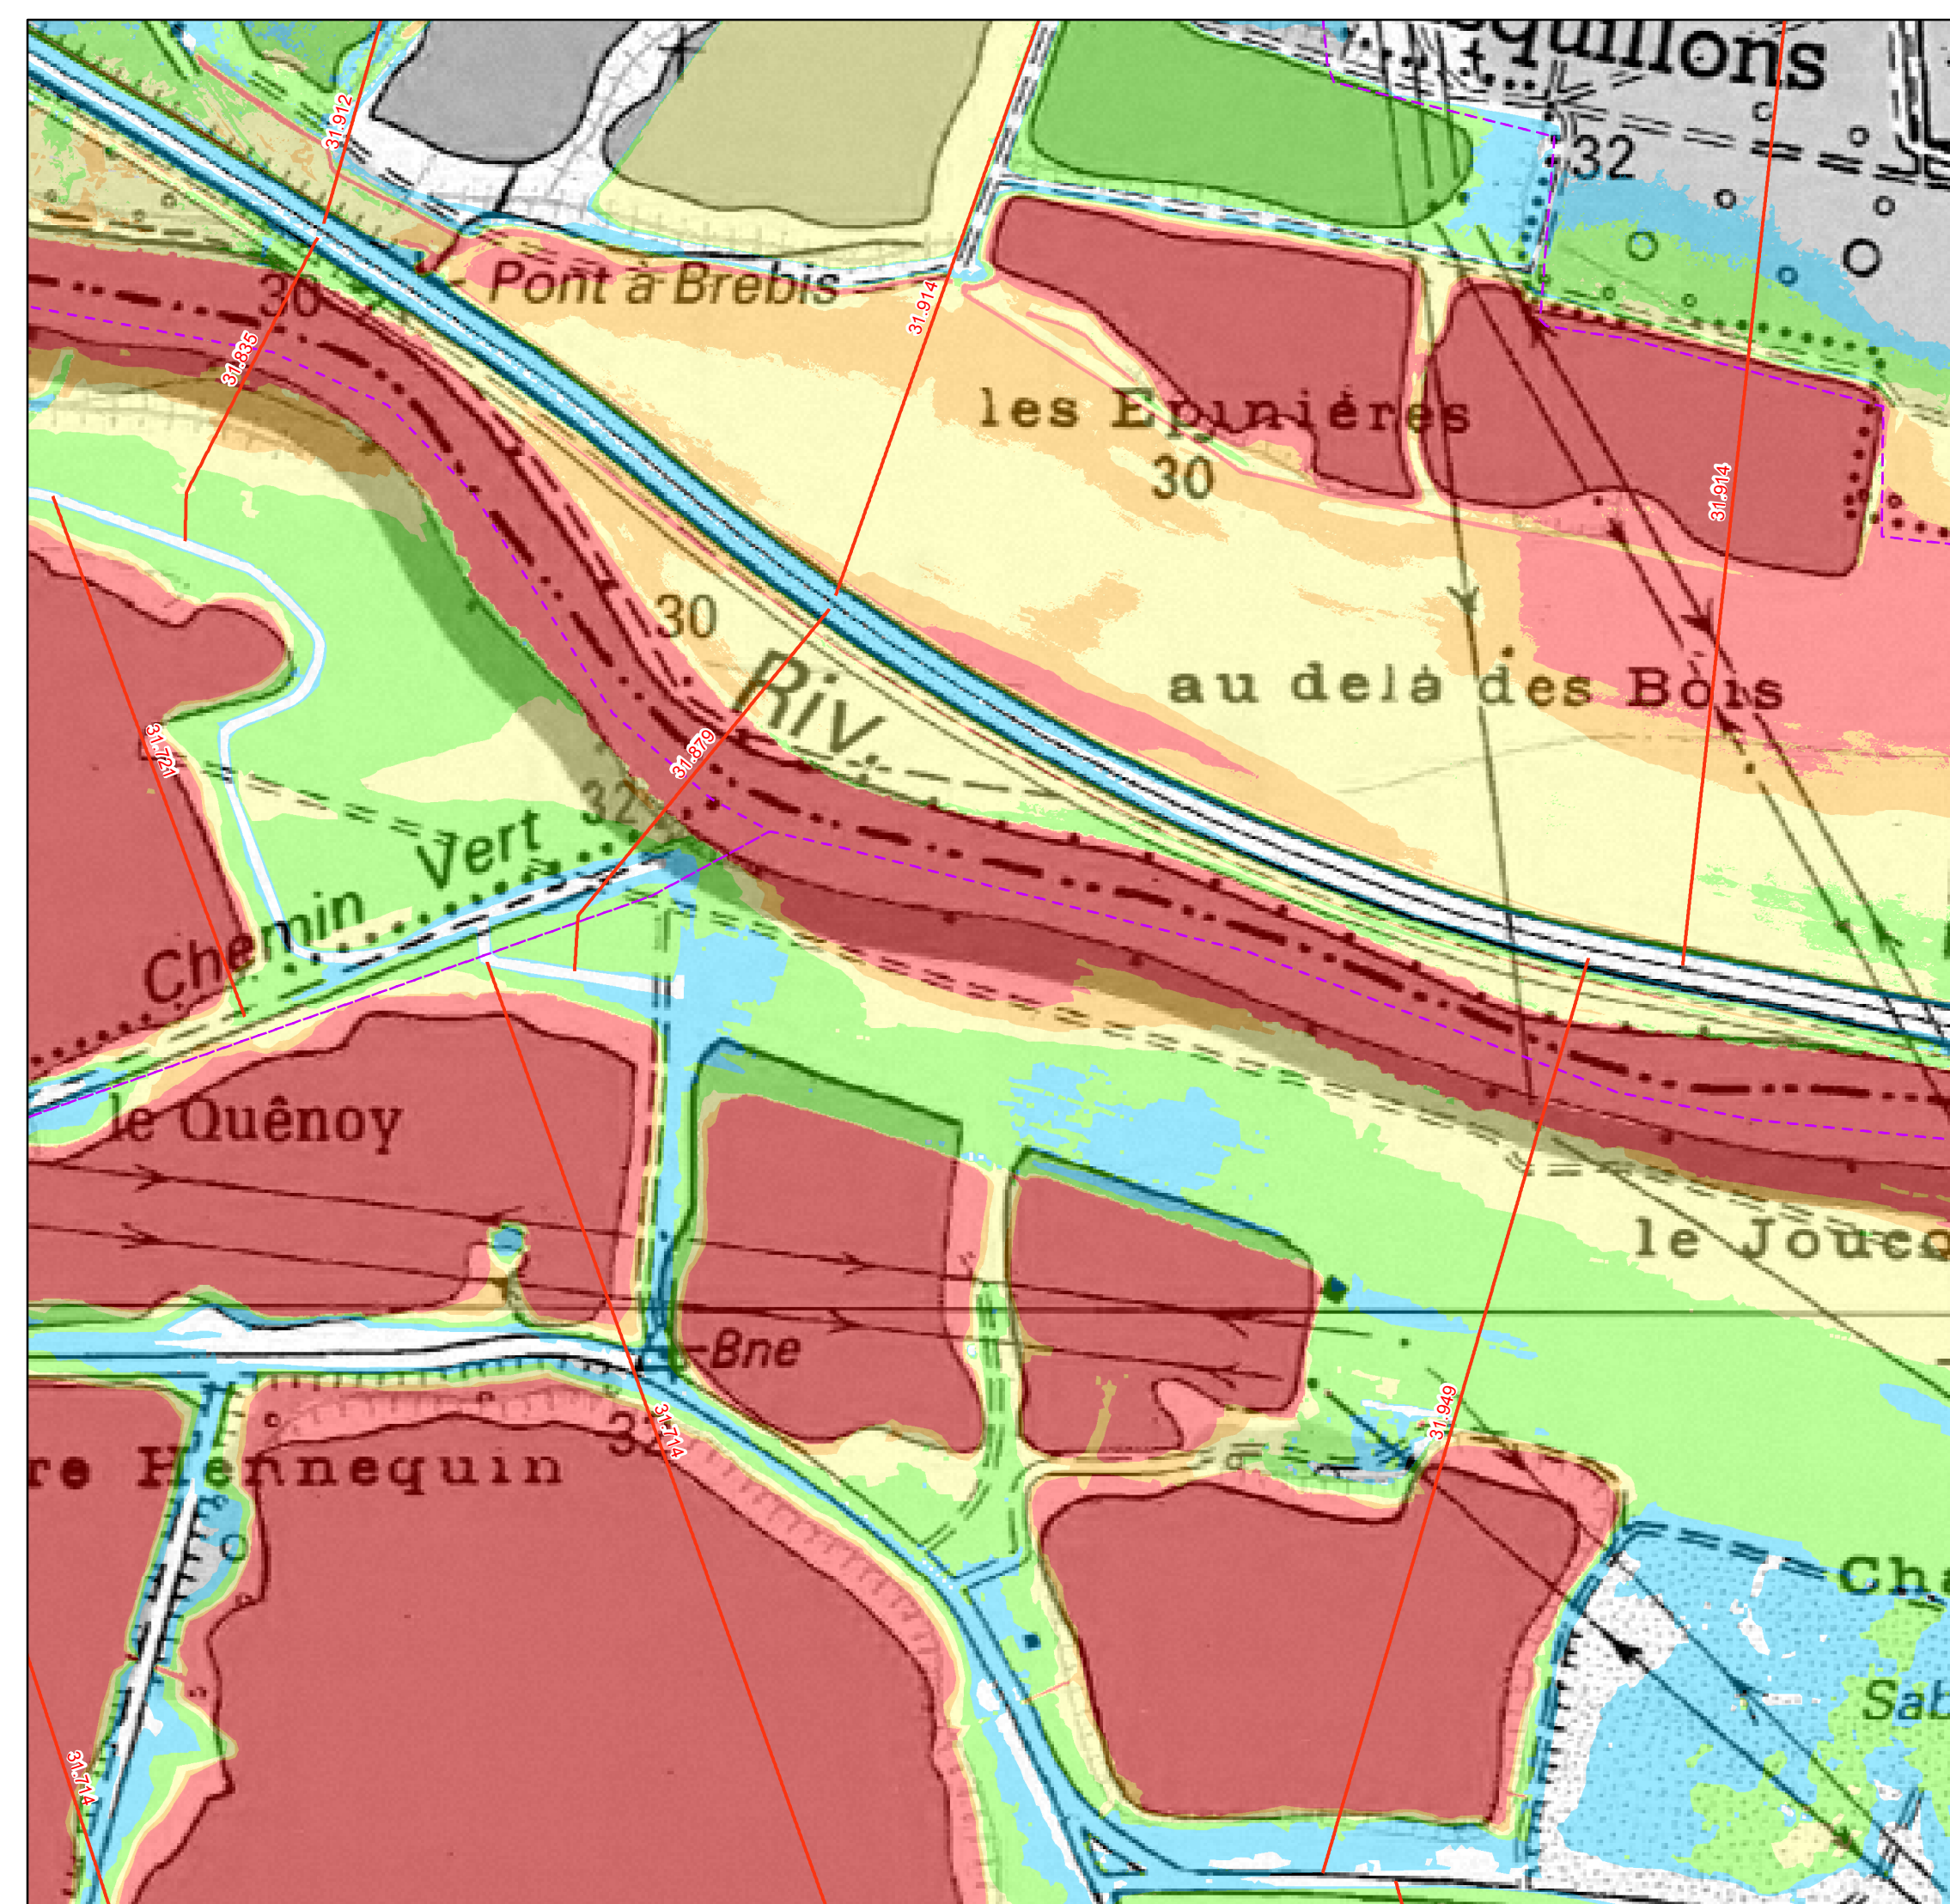 quillons
31.912
32
Pont à Brebis
30
31.914
31.835
les Epinières
30
31.914
30
Riv.
au delà des Bois
31.721
31.879
32
Chemin Vert
le Quênoy
le Joucq
Bne
31.949
31.714
32
re Hennequin
Cha
Sab
31.714